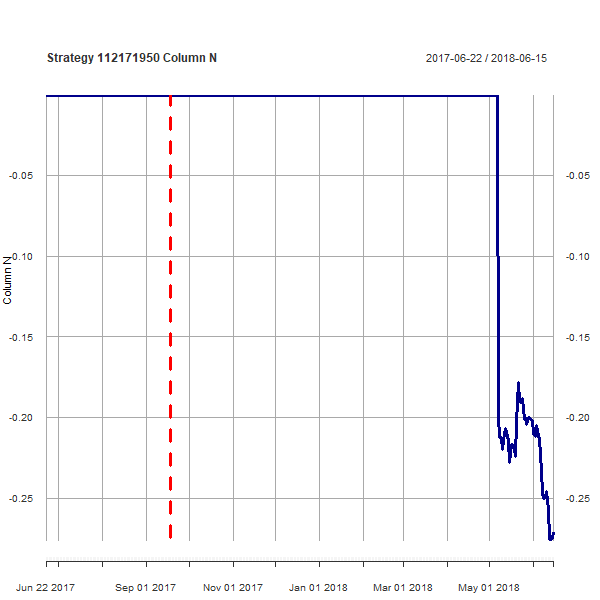 Strategy 112171950 Column N
2017-06-22 / 2018-06-15
-0.05 -0.05
-0.10 -0.10
Column N
-0.15 -0.15
-0.20 -0.20
-0.25 -0.25
Jun 22 2017 Sep 01 2017 Nov 01 2017 Jan 01 2018 Mar 01 2018 May 01 2018